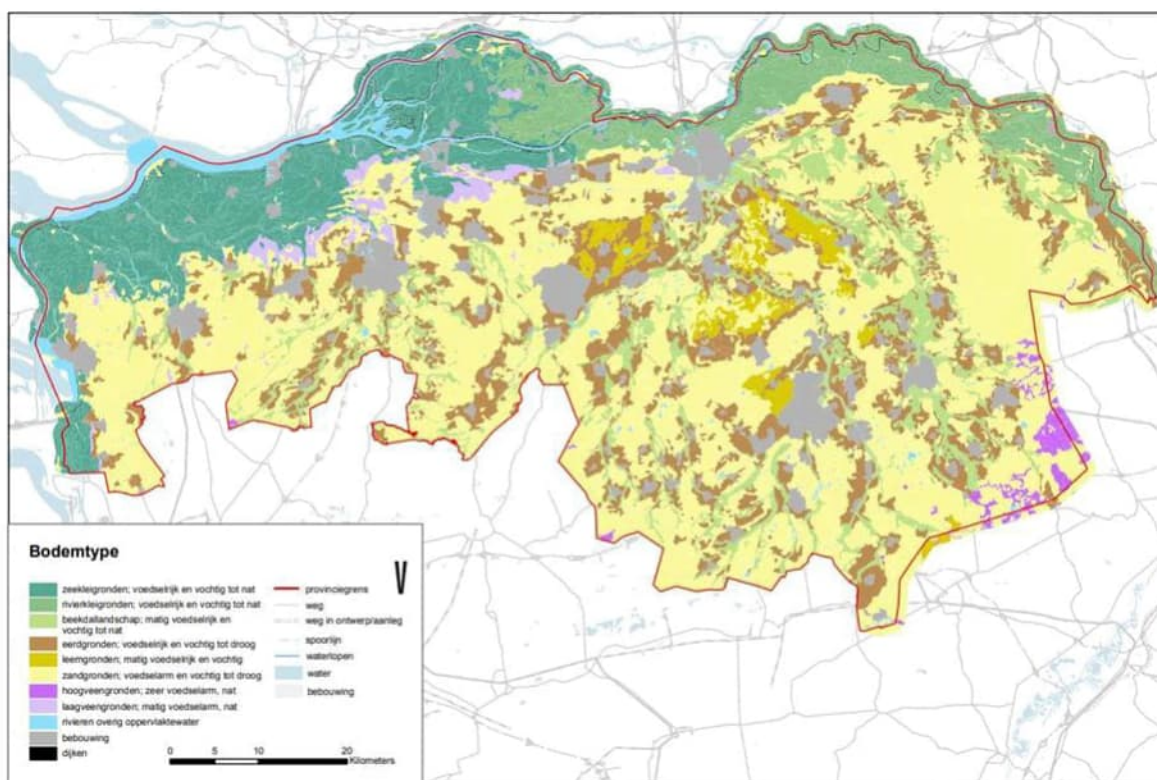 Bodemtype
zeekleigronden; voedselrijk en vochtig tot nat
rivierkleigronden; voedselrijk en vochtig tot nat
beekdallandschap; matig voedselrijk en
vochtig tot nat
eerdgronden; voedselrijk en vochtig tot droog
leemgronden; matig voedselrijk en vochtig
zandgronden; voedselarm en vochtig tot droog
hoogveengronden; zeer voedselarm, nat
laagveengronden; matig voedselarm, nat
rivieren overig oppervlaktewater
bebouwing
dijken
provinciegrens
weg
weg in ontwerp/aanleg
spoorlijn
waterlopen
water
bebouwing
0 5 10 20
Kilometers